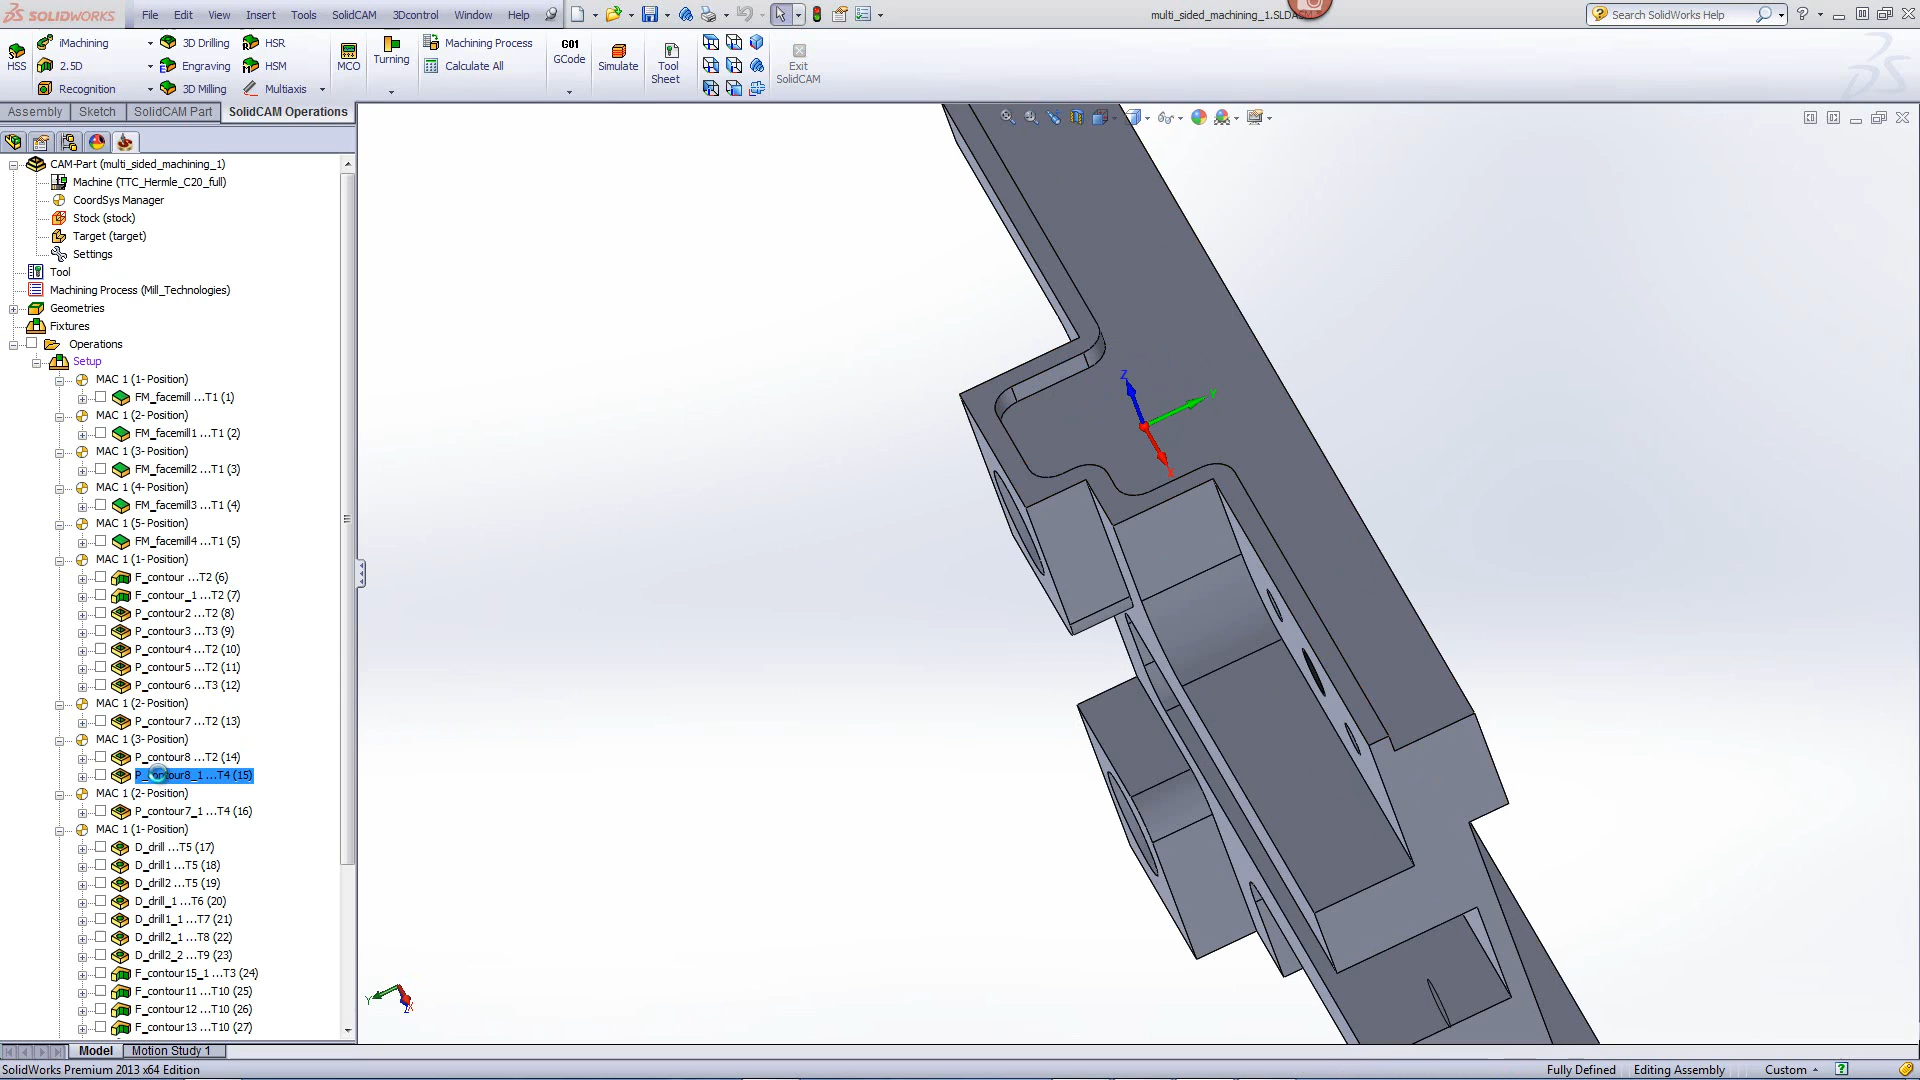 SOLIDWORKS File Edit View Insert Tools SolidCAM 3Dcontrol Window Help multi_sided_machining_1.SLDAS Search SolidWorks Help
HSS iMachining 2.5D Recognition
3D Drilling Engraving 3D Milling
HSR HSM Multiaxis
MCO Turning
Machining Process
Calculate All
G01
GCode
Simulate
Tool
Sheet
Exit
SolidCAM
Assembly Sketch SolidCAM Part SolidCAM Operations
CAM-Part (multi_sided_machining_1)
Machine (TTC_Hermle_C20_full)
CoordSys Manager
Stock (stock)
Target (target)
Settings
Tool
Machining Process (Mill_Technologies)
Geometries
Fixtures
Operations
Setup
MAC 1 (1- Position)
FM_facemill ...T1 (1)
MAC 1 (2- Position)
FM_facemill1 ...T1 (2)
MAC 1 (3- Position)
FM_facemill2 ...T1 (3)
MAC 1 (4- Position)
FM_facemill3 ...T1 (4)
MAC 1 (5- Position)
FM_facemill4 ...T1 (5)
MAC 1 (1- Position)
F_contour ...T2 (6)
F_contour_1 ...T2 (7)
P_contour2 ...T2 (8)
P_contour3 ...T3 (9)
P_contour4 ...T2 (10)
P_contour5 ...T2 (11)
P_contour6 ...T3 (12)
MAC 1 (2- Position)
P_contour7 ...T2 (13)
MAC 1 (3- Position)
P_contour8 ...T2 (14)
P_contour8_1 ...T4 (15)
MAC 1 (2- Position)
P_contour7_1 ...T4 (16)
MAC 1 (1- Position)
D_drill ...T5 (17)
D_drill1 ...T5 (18)
D_drill2 ...T5 (19)
D_drill_1 ...T6 (20)
D_drill1_1 ...T7 (21)
D_drill2_1 ...T8 (22)
D_drill2_2 ...T9 (23)
F_contour15_1 ...T3 (24)
F_contour11 ...T10 (25)
F_contour12 ...T10 (26)
F_contour13 ...T10 (27)
Z
Y
X
Y
X
Z
Model Motion Study 1
SolidWorks Premium 2013 x64 Edition Fully Defined Editing Assembly Custom